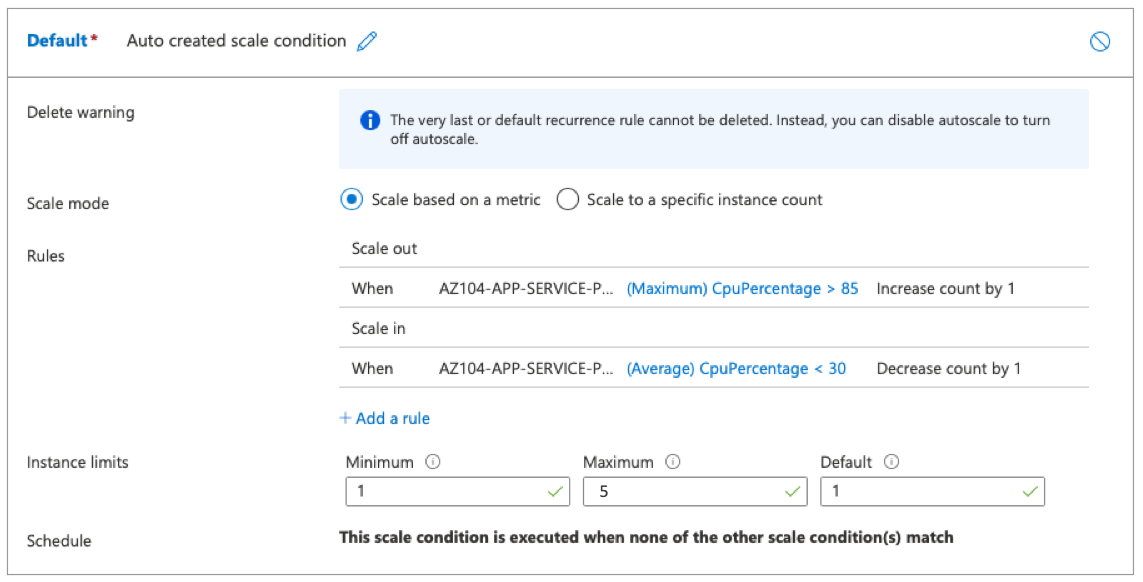 Default* Auto created scale condition
Delete warning
The very last or default recurrence rule cannot be deleted. Instead, you can disable autoscale to turn
off autoscale.
Scale mode
Scale based on a metric Scale to a specific instance count
Rules
Scale out
When AZ104-APP-SERVICE-P... (Maximum) CpuPercentage > 85 Increase count by 1
Scale in
When AZ104-APP-SERVICE-P... (Average) CpuPercentage < 30 Decrease count by 1
+ Add a rule
Instance limits
Minimum Maximum Default
1 5 1
Schedule
This scale condition is executed when none of the other scale condition(s) match